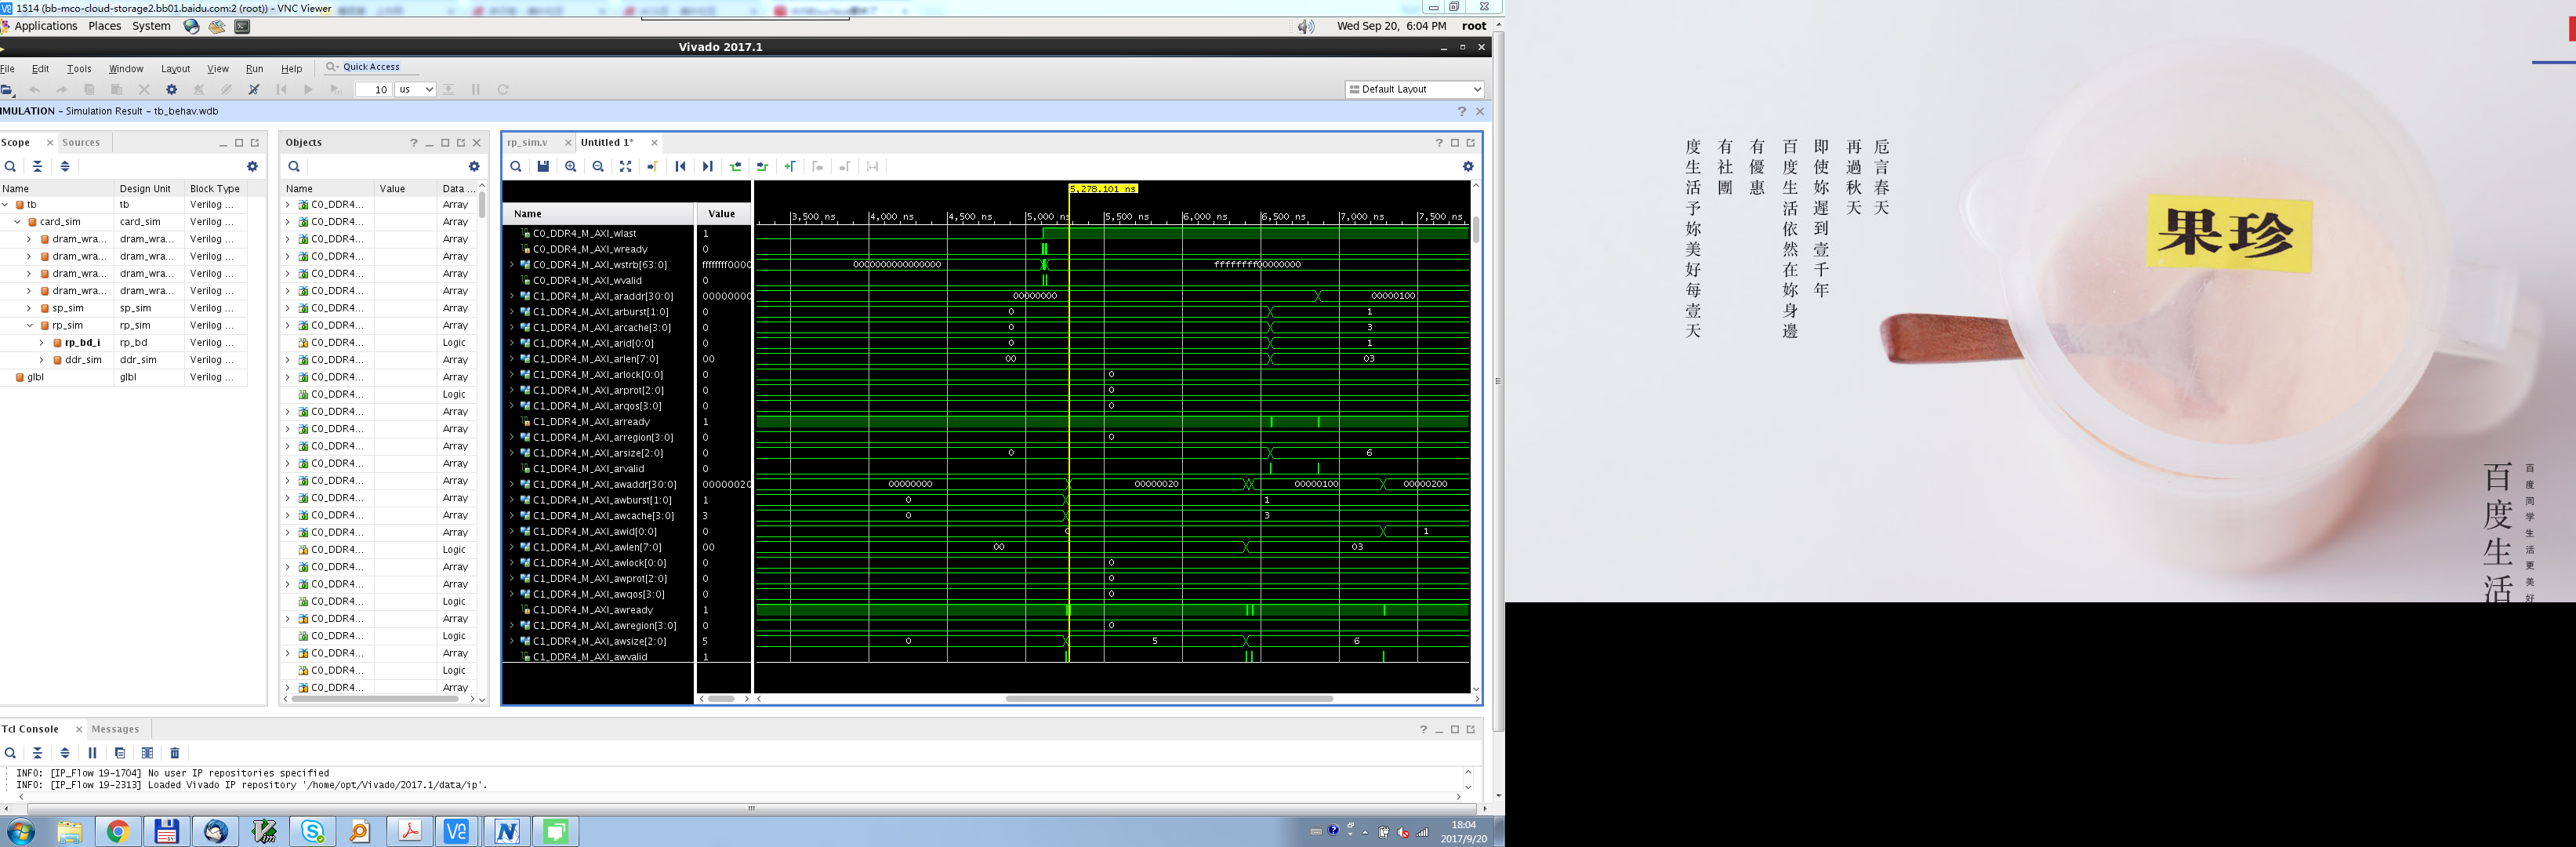 1514 (bb-mco-cloud-storage2.bb01.baidu.com:2 (root)) - VNC Viewer
Applications Places System
Wed Sep 20, 6:04 PM root
Vivado 2017.1
File Edit Tools Window Layout View Run Help Quick Access
10 us
Default Layout
IMULATION - Simulation Result - tb_behav.wdb
Scope Sources
Name Design Unit Block Type
tb tb Verilog ...
card_sim card_sim Verilog ...
dram_wra... dram_wra... Verilog ...
dram_wra... dram_wra... Verilog ...
dram_wra... dram_wra... Verilog ...
dram_wra... dram_wra... Verilog ...
sp_sim sp_sim Verilog ...
rp_sim rp_sim Verilog ...
rp_bd_i rp_bd Verilog ...
ddr_sim ddr_sim Verilog ...
glbl glbl Verilog ...
Objects
Name Value Data ...
C0_DDR4... Array
C0_DDR4... Array
C0_DDR4... Array
C0_DDR4... Array
C0_DDR4... Array
C0_DDR4... Array
C0_DDR4... Array
C0_DDR4... Array
C0_DDR4... Logic
C0_DDR4... Array
C0_DDR4... Array
C0_DDR4... Logic
C0_DDR4... Array
C0_DDR4... Array
C0_DDR4... Array
C0_DDR4... Array
C0_DDR4... Array
C0_DDR4... Array
C0_DDR4... Array
C0_DDR4... Array
C0_DDR4... Logic
C0_DDR4... Array
C0_DDR4... Array
C0_DDR4... Logic
C0_DDR4... Array
C0_DDR4... Logic
C0_DDR4... Array
C0_DDR4... Logic
C0_DDR4... Array
rp_sim.v Untitled 1*
5,278.101 ns
Name Value
3,500 ns 4,000 ns 4,500 ns 5,000 ns 5,500 ns 6,000 ns 6,500 ns 7,000 ns 7,500 ns
C0_DDR4_M_AXI_wlast 1
C0_DDR4_M_AXI_wready 0
C0_DDR4_M_AXI_wstrb[63:0] ffffffff0000 0000000000000000 ffffffff00000000
C0_DDR4_M_AXI_wvalid 0
C1_DDR4_M_AXI_araddr[30:0] 00000000 00000000 00000100
C1_DDR4_M_AXI_arburst[1:0] 0 0 1
C1_DDR4_M_AXI_arcache[3:0] 0 0 3
C1_DDR4_M_AXI_arid[0:0] 0 0 1
C1_DDR4_M_AXI_arlen[7:0] 00 00 03
C1_DDR4_M_AXI_arlock[0:0] 0 0
C1_DDR4_M_AXI_arprot[2:0] 0 0
C1_DDR4_M_AXI_arqos[3:0] 0 0
C1_DDR4_M_AXI_arready 1
C1_DDR4_M_AXI_arregion[3:0] 0 0
C1_DDR4_M_AXI_arsize[2:0] 0 0 6
C1_DDR4_M_AXI_arvalid 0
C1_DDR4_M_AXI_awaddr[30:0] 00000020 00000000 00000020 00000100 00000200
C1_DDR4_M_AXI_awburst[1:0] 1 0 1
C1_DDR4_M_AXI_awcache[3:0] 3 0 3
C1_DDR4_M_AXI_awid[0:0] 0 0 1
C1_DDR4_M_AXI_awlen[7:0] 00 00 03
C1_DDR4_M_AXI_awlock[0:0] 0 0
C1_DDR4_M_AXI_awprot[2:0] 0 0
C1_DDR4_M_AXI_awqos[3:0] 0 0
C1_DDR4_M_AXI_awready 1
C1_DDR4_M_AXI_awregion[3:0] 0 0
C1_DDR4_M_AXI_awsize[2:0] 5 0 5 6
C1_DDR4_M_AXI_awvalid 1
Tcl Console Messages
INFO: [IP_Flow 19-1704] No user IP repositories specified
INFO: [IP_Flow 19-2313] Loaded Vivado IP repository '/home/opt/Vivado/2017.1/data/ip'.
18:04
2017/9/20
厄言春天
再過秋天
即使妳遲到壹千年
百度生活依然在妳身邊
有優惠
有社團
度生活予妳美好每壹天
果珍
百度生活
百度同学生活更美好